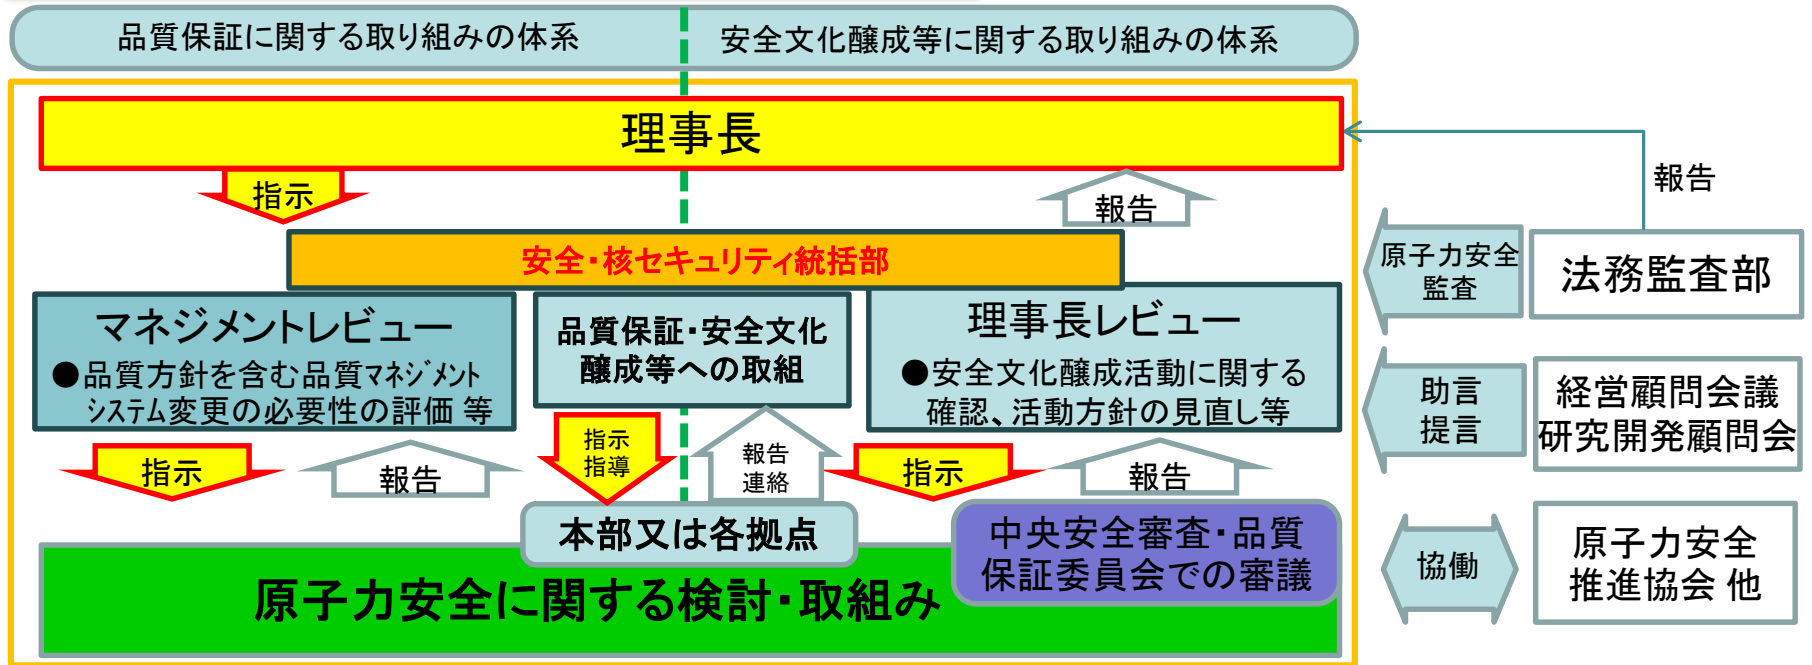 品質保証に関する取り組みの体系
安全文化醸成等に関する取り組みの体系
理事長
指示
報告
安全・核セキュリティ統括部
マネジメントレビュー
●品質方針を含む品質マネジメント
システム変更の必要性の評価 等
品質保証・安全文化
醸成等への取組
理事長レビュー
●安全文化醸成活動に関する
確認、活動方針の見直し等
指示
報告
指示
指導
報告
連絡
指示
報告
本部又は各拠点
中央安全審査・品質
保証委員会での審議
原子力安全に関する検討・取組み
報告
原子力安全
監査
法務監査部
助言
提言
経営顧問会議
研究開発顧問会
協働
原子力安全
推進協会 他